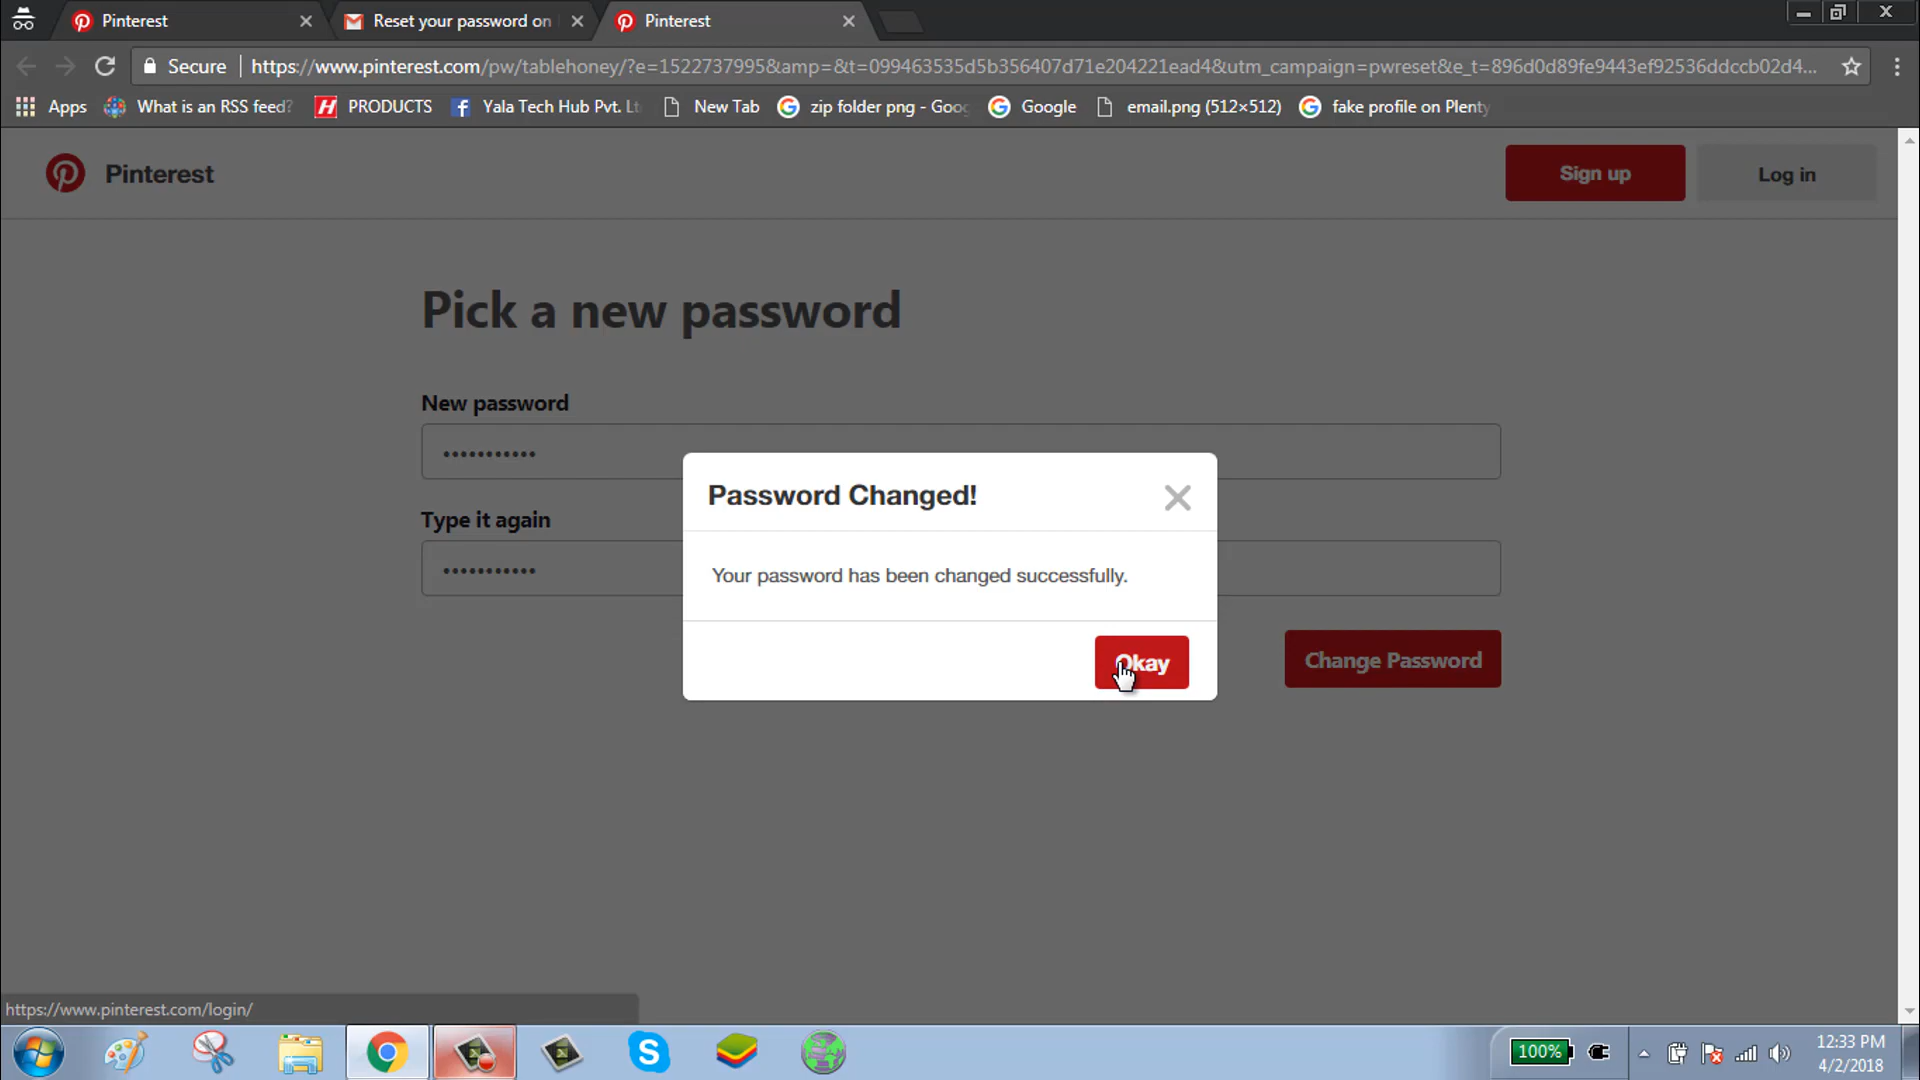 Pinterest
Reset your password on
Pinterest
Secure https://www.pinterest.com/pw/tablehoney/?e=1522737995&amp=&t=099463535d5b356407d71e204221ead4&utm_campaign=pwreset&e_t=896d0d89fe9443ef92536ddccb02d4...
Apps What is an RSS feed? PRODUCTS Yala Tech Hub Pvt. Lt New Tab zip folder png - Goo Google email.png (512×512) fake profile on Plenty
Pinterest
Sign up
Log in
Pick a new password
New password
Type it again
Password Changed!
Your password has been changed successfully.
Okay
Change Password
https://www.pinterest.com/login/
100%
12:33 PM
4/2/2018